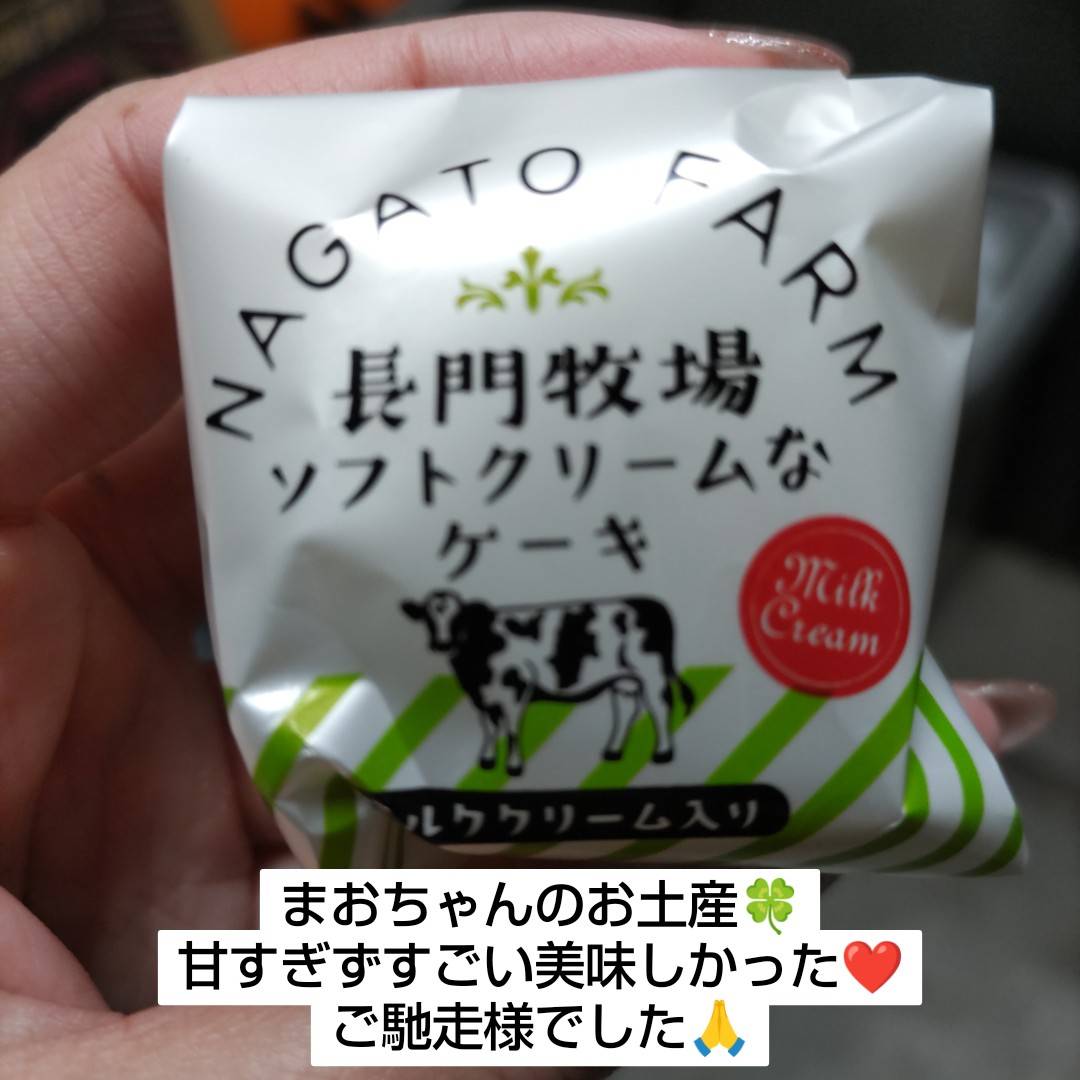 NAGATO FARM
長門牧場
ソフトクリームな
ケーキ
Milk
Cream
ルククリーム入り
まおちゃんのお土産🍀
甘すぎずすごい美味しかった❤️
ご馳走様でした🙏